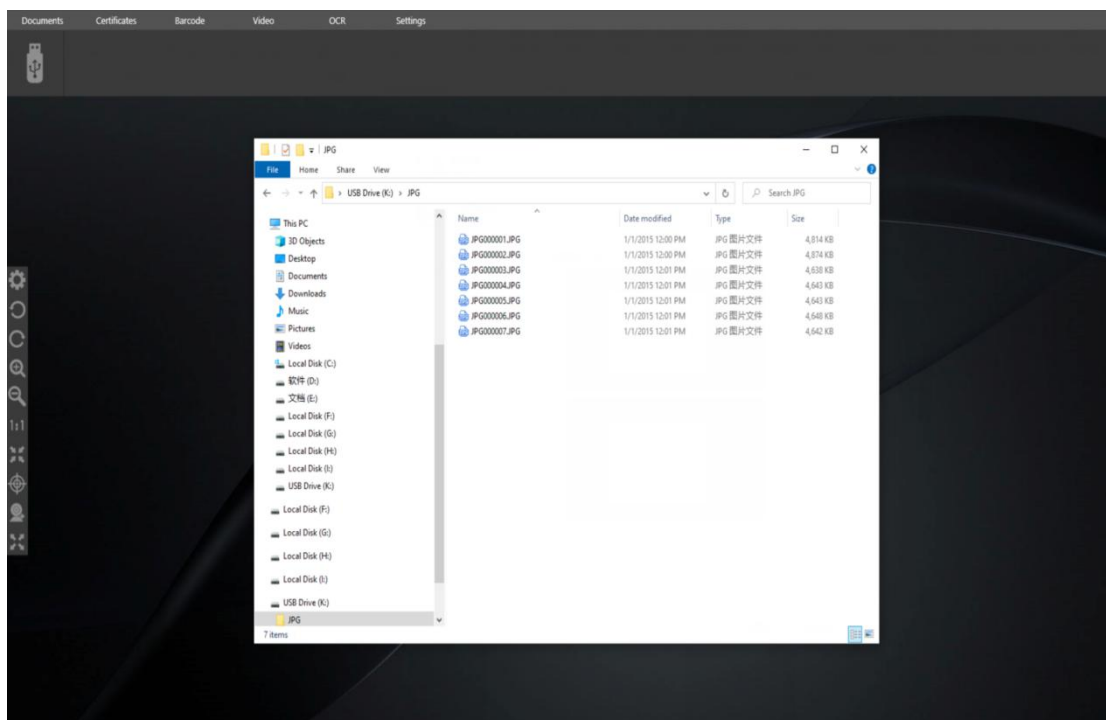 Documents Certificates Barcode Video OCR Settings
JPG
File Home Share View
USB Drive (K:) › JPG
Search JPG
Name Date modified Type Size
JPG000001.JPG 1/1/2015 12:00 PM JPG 图片文件 4,814 KB
JPG000002.JPG 1/1/2015 12:00 PM JPG 图片文件 4,874 KB
JPG000003.JPG 1/1/2015 12:01 PM JPG 图片文件 4,638 KB
JPG000004.JPG 1/1/2015 12:01 PM JPG 图片文件 4,643 KB
JPG000005.JPG 1/1/2015 12:01 PM JPG 图片文件 4,643 KB
JPG000006.JPG 1/1/2015 12:01 PM JPG 图片文件 4,648 KB
JPG000007.JPG 1/1/2015 12:01 PM JPG 图片文件 4,642 KB
This PC
3D Objects
Desktop
Documents
Downloads
Music
Pictures
Videos
Local Disk (C:)
软件 (D:)
文档 (E:)
Local Disk (F:)
Local Disk (G:)
Local Disk (H:)
Local Disk (I:)
USB Drive (K:)
Local Disk (F:)
Local Disk (G:)
Local Disk (H:)
Local Disk (I:)
USB Drive (K:)
JPG
7 items
1:1